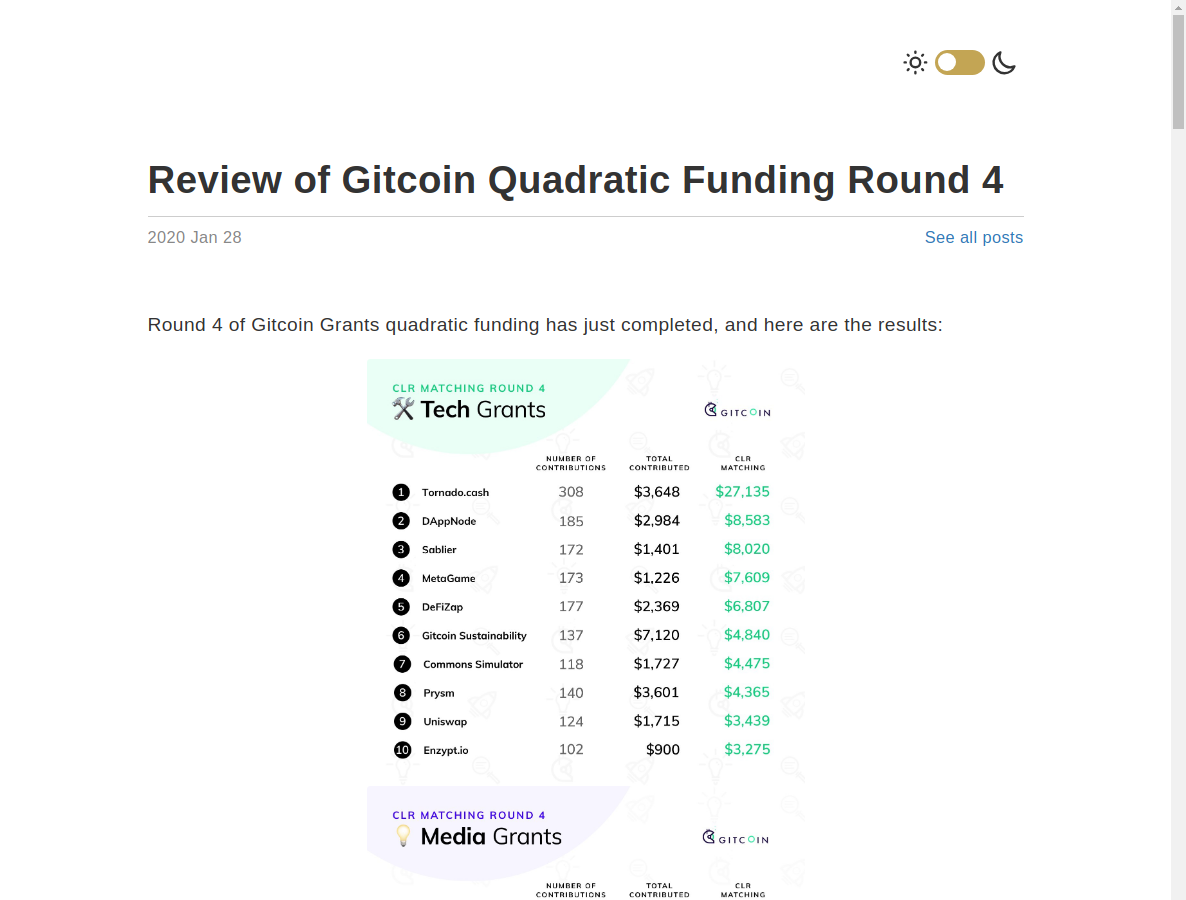 Review of Gitcoin Quadratic Funding Round 4
2020 Jan 28 See all posts
Round 4 of Gitcoin Grants quadratic funding has just completed, and here are the results:
CLR MATCHING ROUND 4
Tech Grants
GITCOIN
NUMBER OF CONTRIBUTIONS TOTAL CONTRIBUTED CLR MATCHING
1 Tornado.cash 308 $3,648 $27,135
2 DAppNode 185 $2,984 $8,583
3 Sablier 172 $1,401 $8,020
4 MetaGame 173 $1,226 $7,609
5 DeFiZap 177 $2,369 $6,807
6 Gitcoin Sustainability 137 $7,120 $4,840
7 Commons Simulator 118 $1,727 $4,475
8 Prysm 140 $3,601 $4,365
9 Uniswap 124 $1,715 $3,439
10 Enzypt.io 102 $900 $3,275
CLR MATCHING ROUND 4
Media Grants
GITCOIN
NUMBER OF CONTRIBUTIONS TOTAL CONTRIBUTED CLR MATCHING